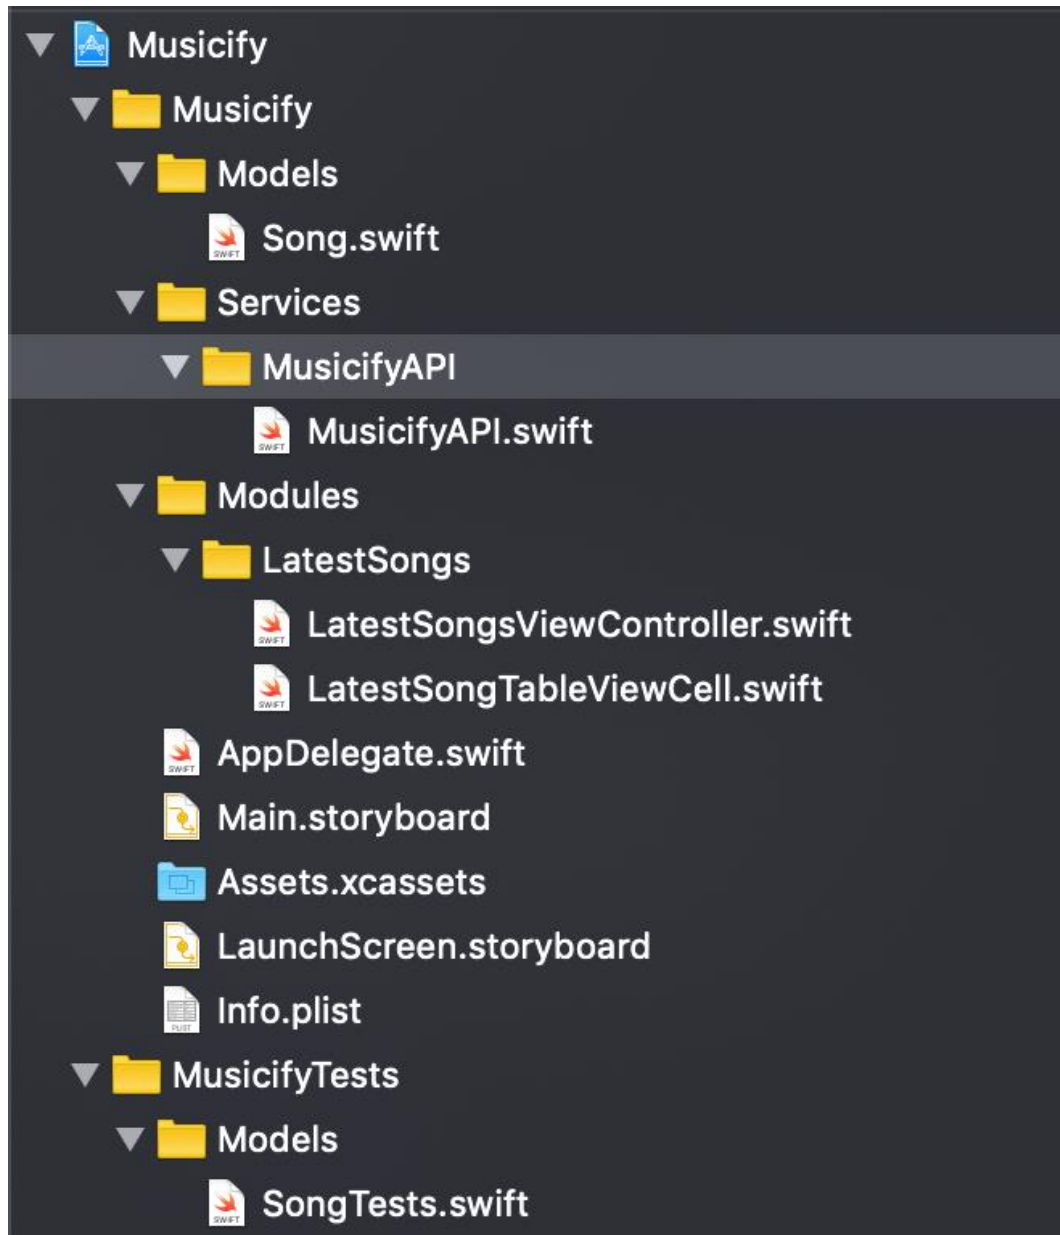 Musicify
Musicify
Models
Song.swift
Services
MusicifyAPI
MusicifyAPI.swift
Modules
LatestSongs
LatestSongsViewController.swift
LatestSongTableViewCell.swift
AppDelegate.swift
Main.storyboard
Assets.xcassets
LaunchScreen.storyboard
Info.plist
MusicifyTests
Models
SongTests.swift